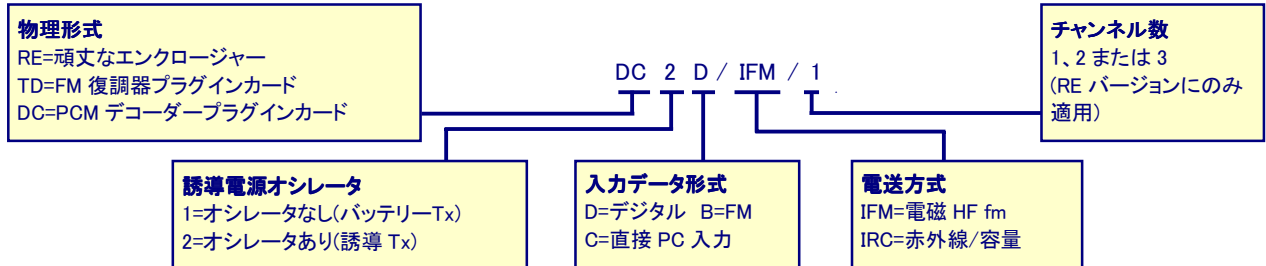 物理形式
RE=頑丈なエンクロージャー
TD=FM 復調器プラグインカード
DC=PCM デコーダープラグインカード
DC 2 D / IFM / 1
チャンネル数
1、2 または 3
(RE バージョンにのみ
適用)
誘導電源オシレータ
1=オシレータなし(バッテリーTx)
2=オシレータあり(誘導 Tx)
入力データ形式
D=デジタル B=FM
C=直接 PC 入力
電送方式
IFM=電磁 HF fm
IRC=赤外線/容量